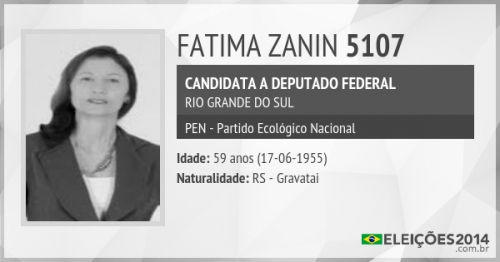 FATIMA ZANIN 5107
CANDIDATA A DEPUTADO FEDERAL
RIO GRANDE DO SUL
PEN - Partido Ecológico Nacional
Idade: 59 anos (17-06-1955)
Naturalidade: RS - Gravatai
ELEIÇÕES2014
.com.br